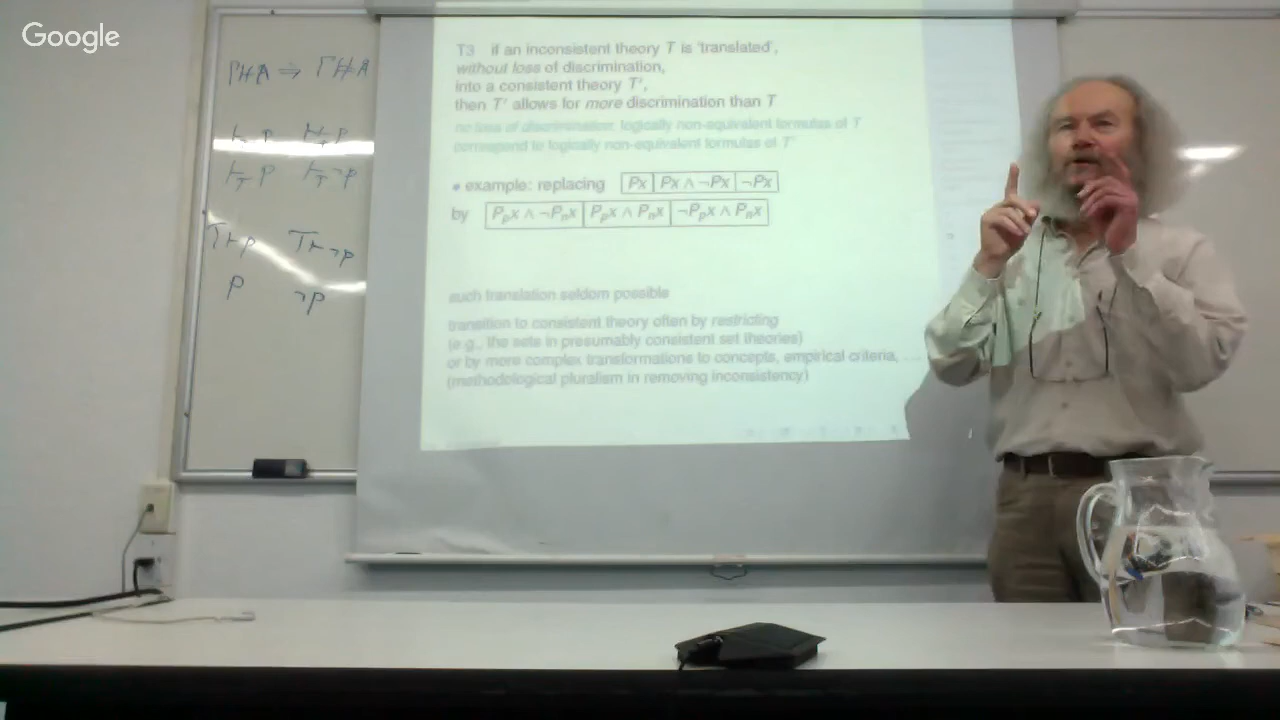 Google
T3 if an inconsistent theory T is 'translated',
without loss of discrimination,
into a consistent theory T',
then T' allows for more discrimination than T
no loss of discrimination: logically non-equivalent formulas of T
correspond to logically non-equivalent formulas of T'
• example: replacing Px Px ∧ ¬Px ¬Px
by Ppx ∧ ¬Pnx Ppx ∧ Pnx ¬Ppx ∧ Pnx
such translation seldom possible
transition to consistent theory often by restricting
(e.g., the sets in presumably consistent set theories)
or by more complex transformations to concepts, empirical criteria, ...
(methodological pluralism in removing inconsistency)
T ⊢ p T ⊢ ¬p
p ¬p